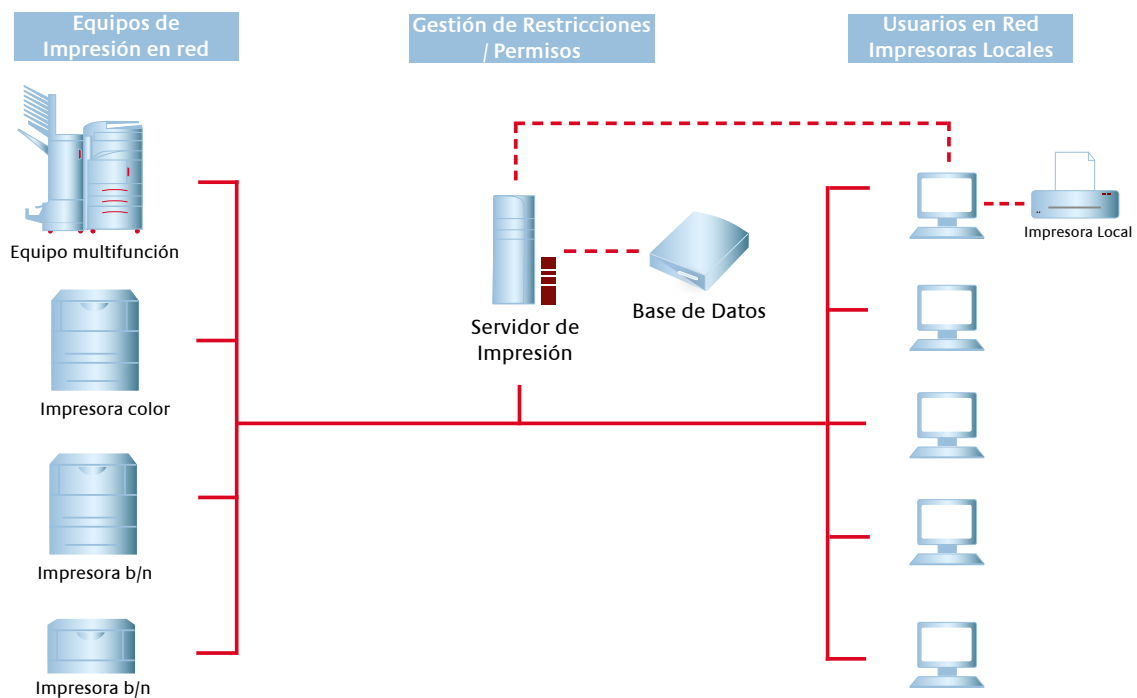 Equipos de
Impresión en red
Gestión de Restricciones
/ Permisos
Usuarios en Red
Impresoras Locales
Equipo multifunción
Impresora Local
Servidor de
Impresión
Base de Datos
Impresora color
Impresora b/n
Impresora b/n